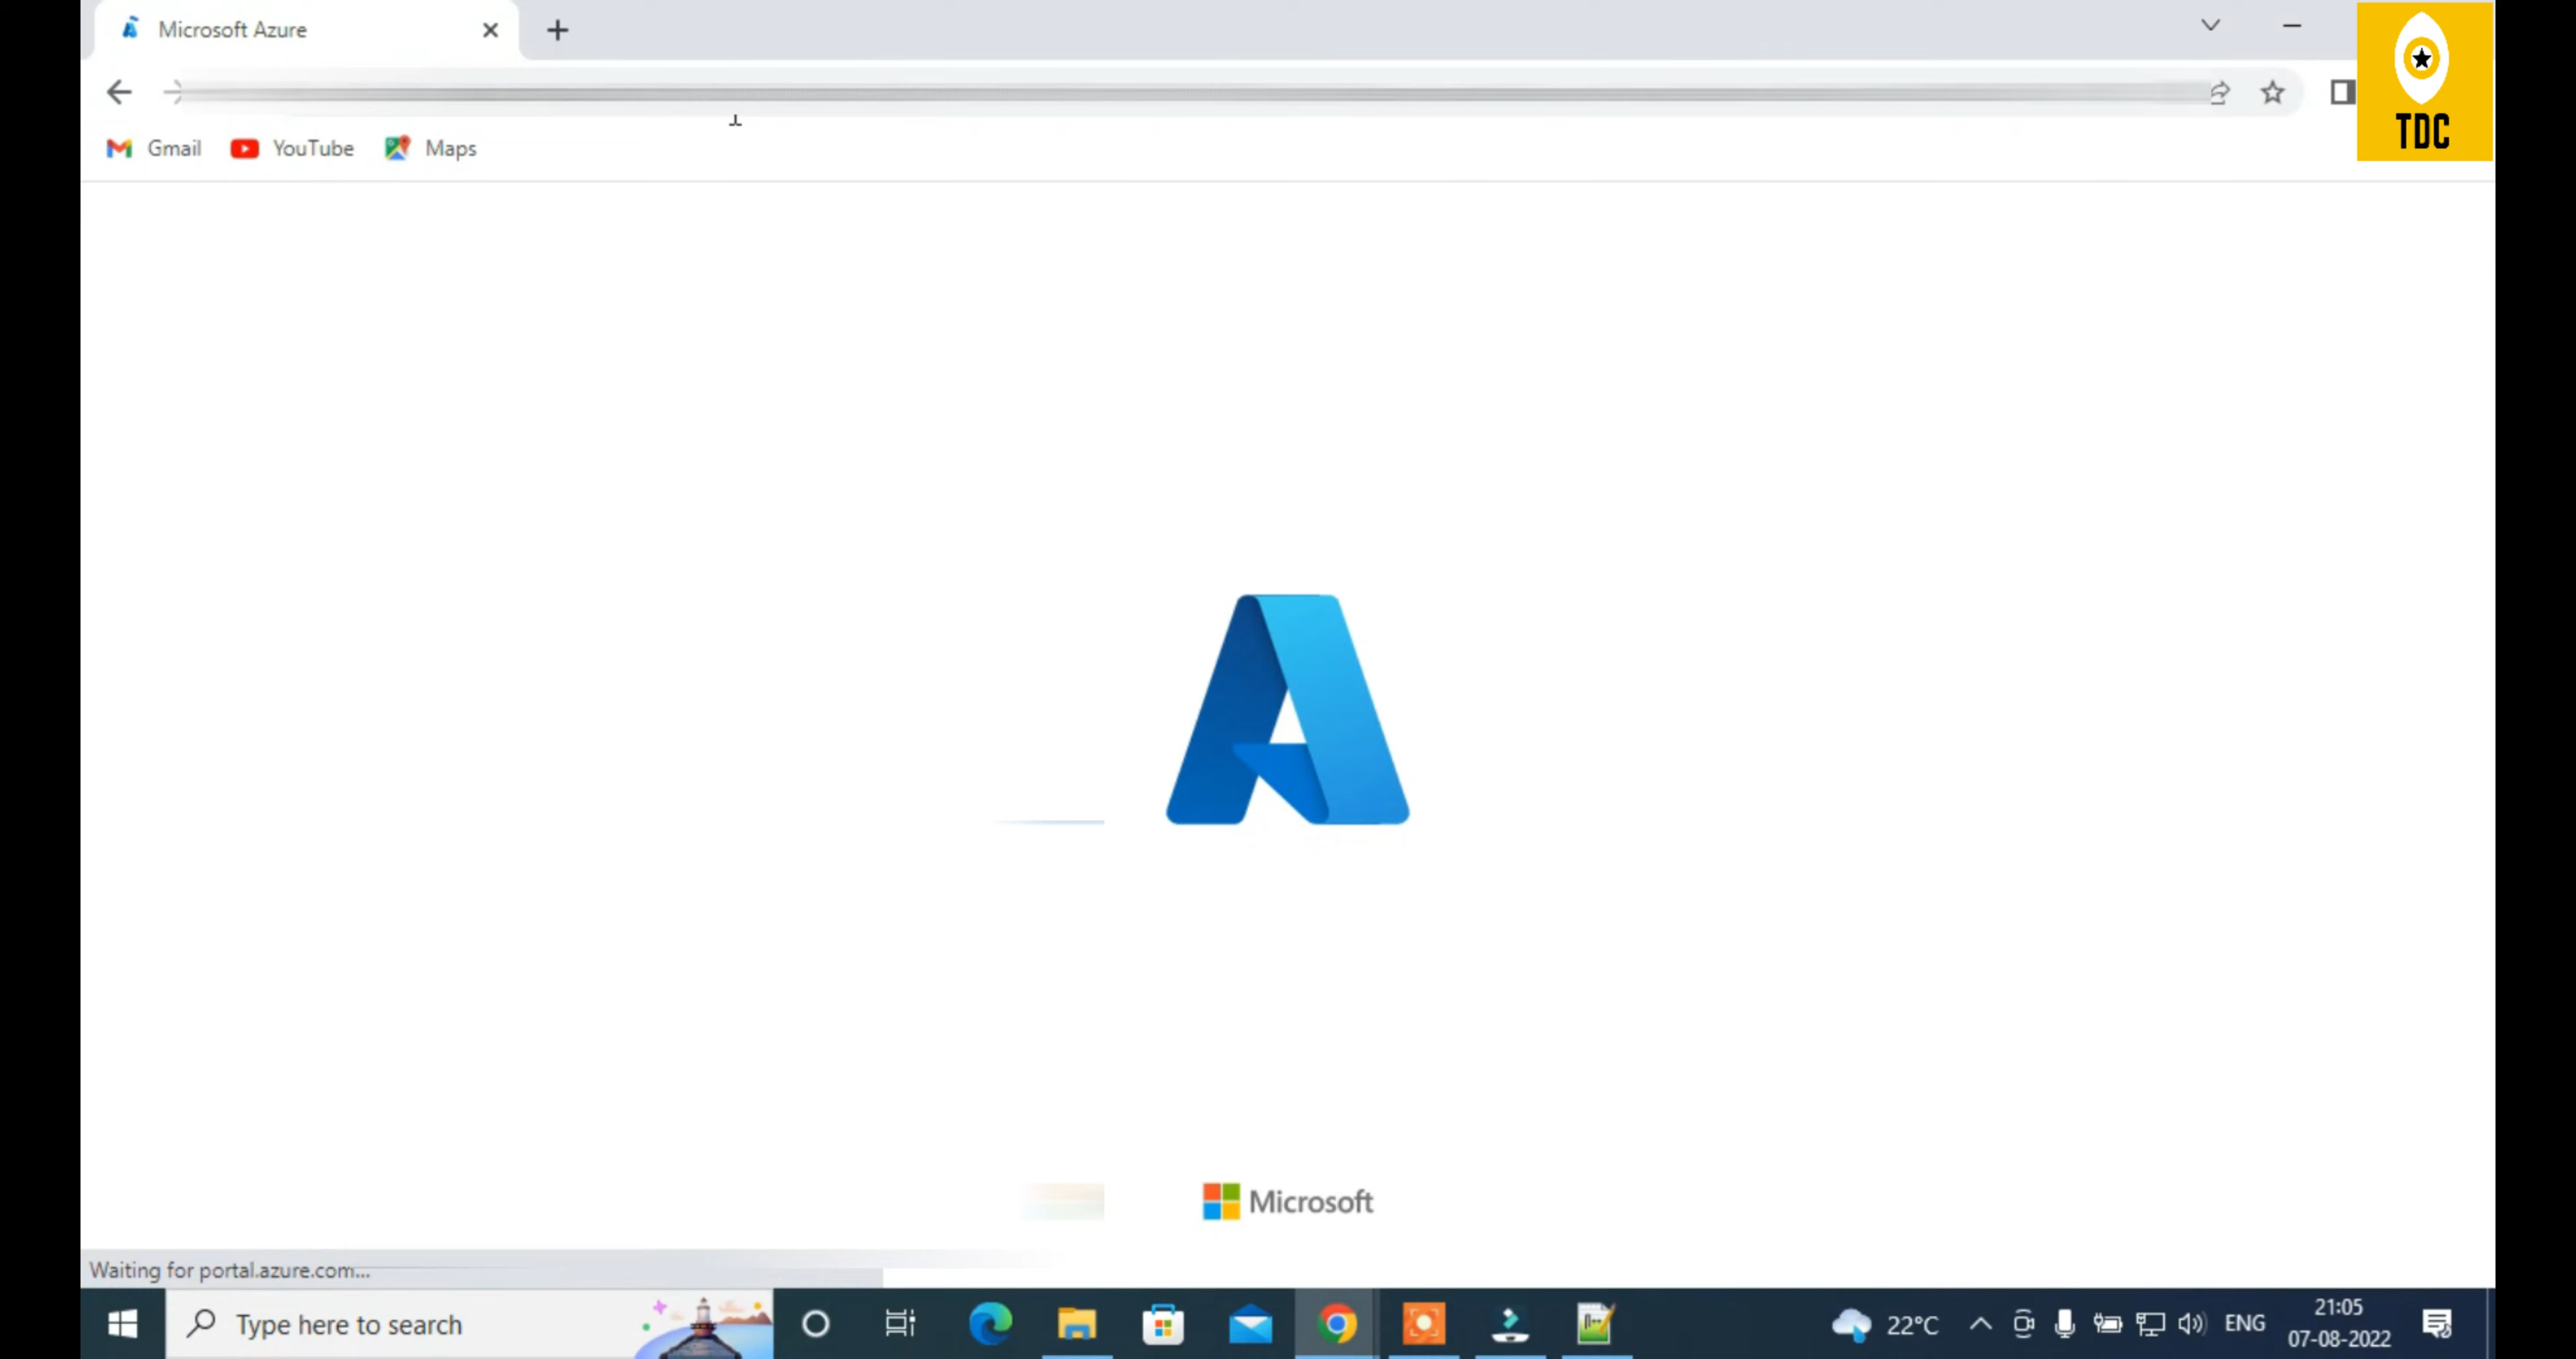 Microsoft Azure
TDC
Gmail YouTube Maps
Microsoft
Waiting for portal.azure.com...
Type here to search
22°C ENG
21:05
07-08-2022